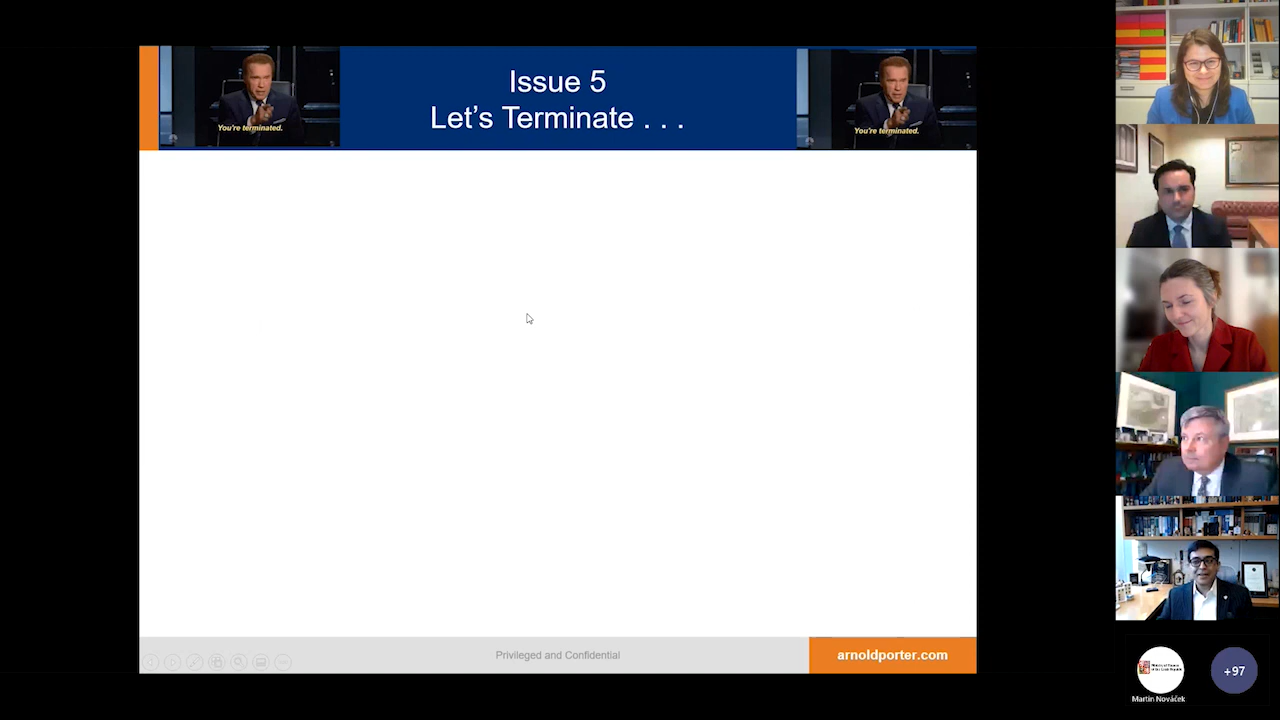 Issue 5
Let's Terminate . . .
You're terminated.
You're terminated.
Privileged and Confidential
arnoldporter.com
Martin Nováček
+97